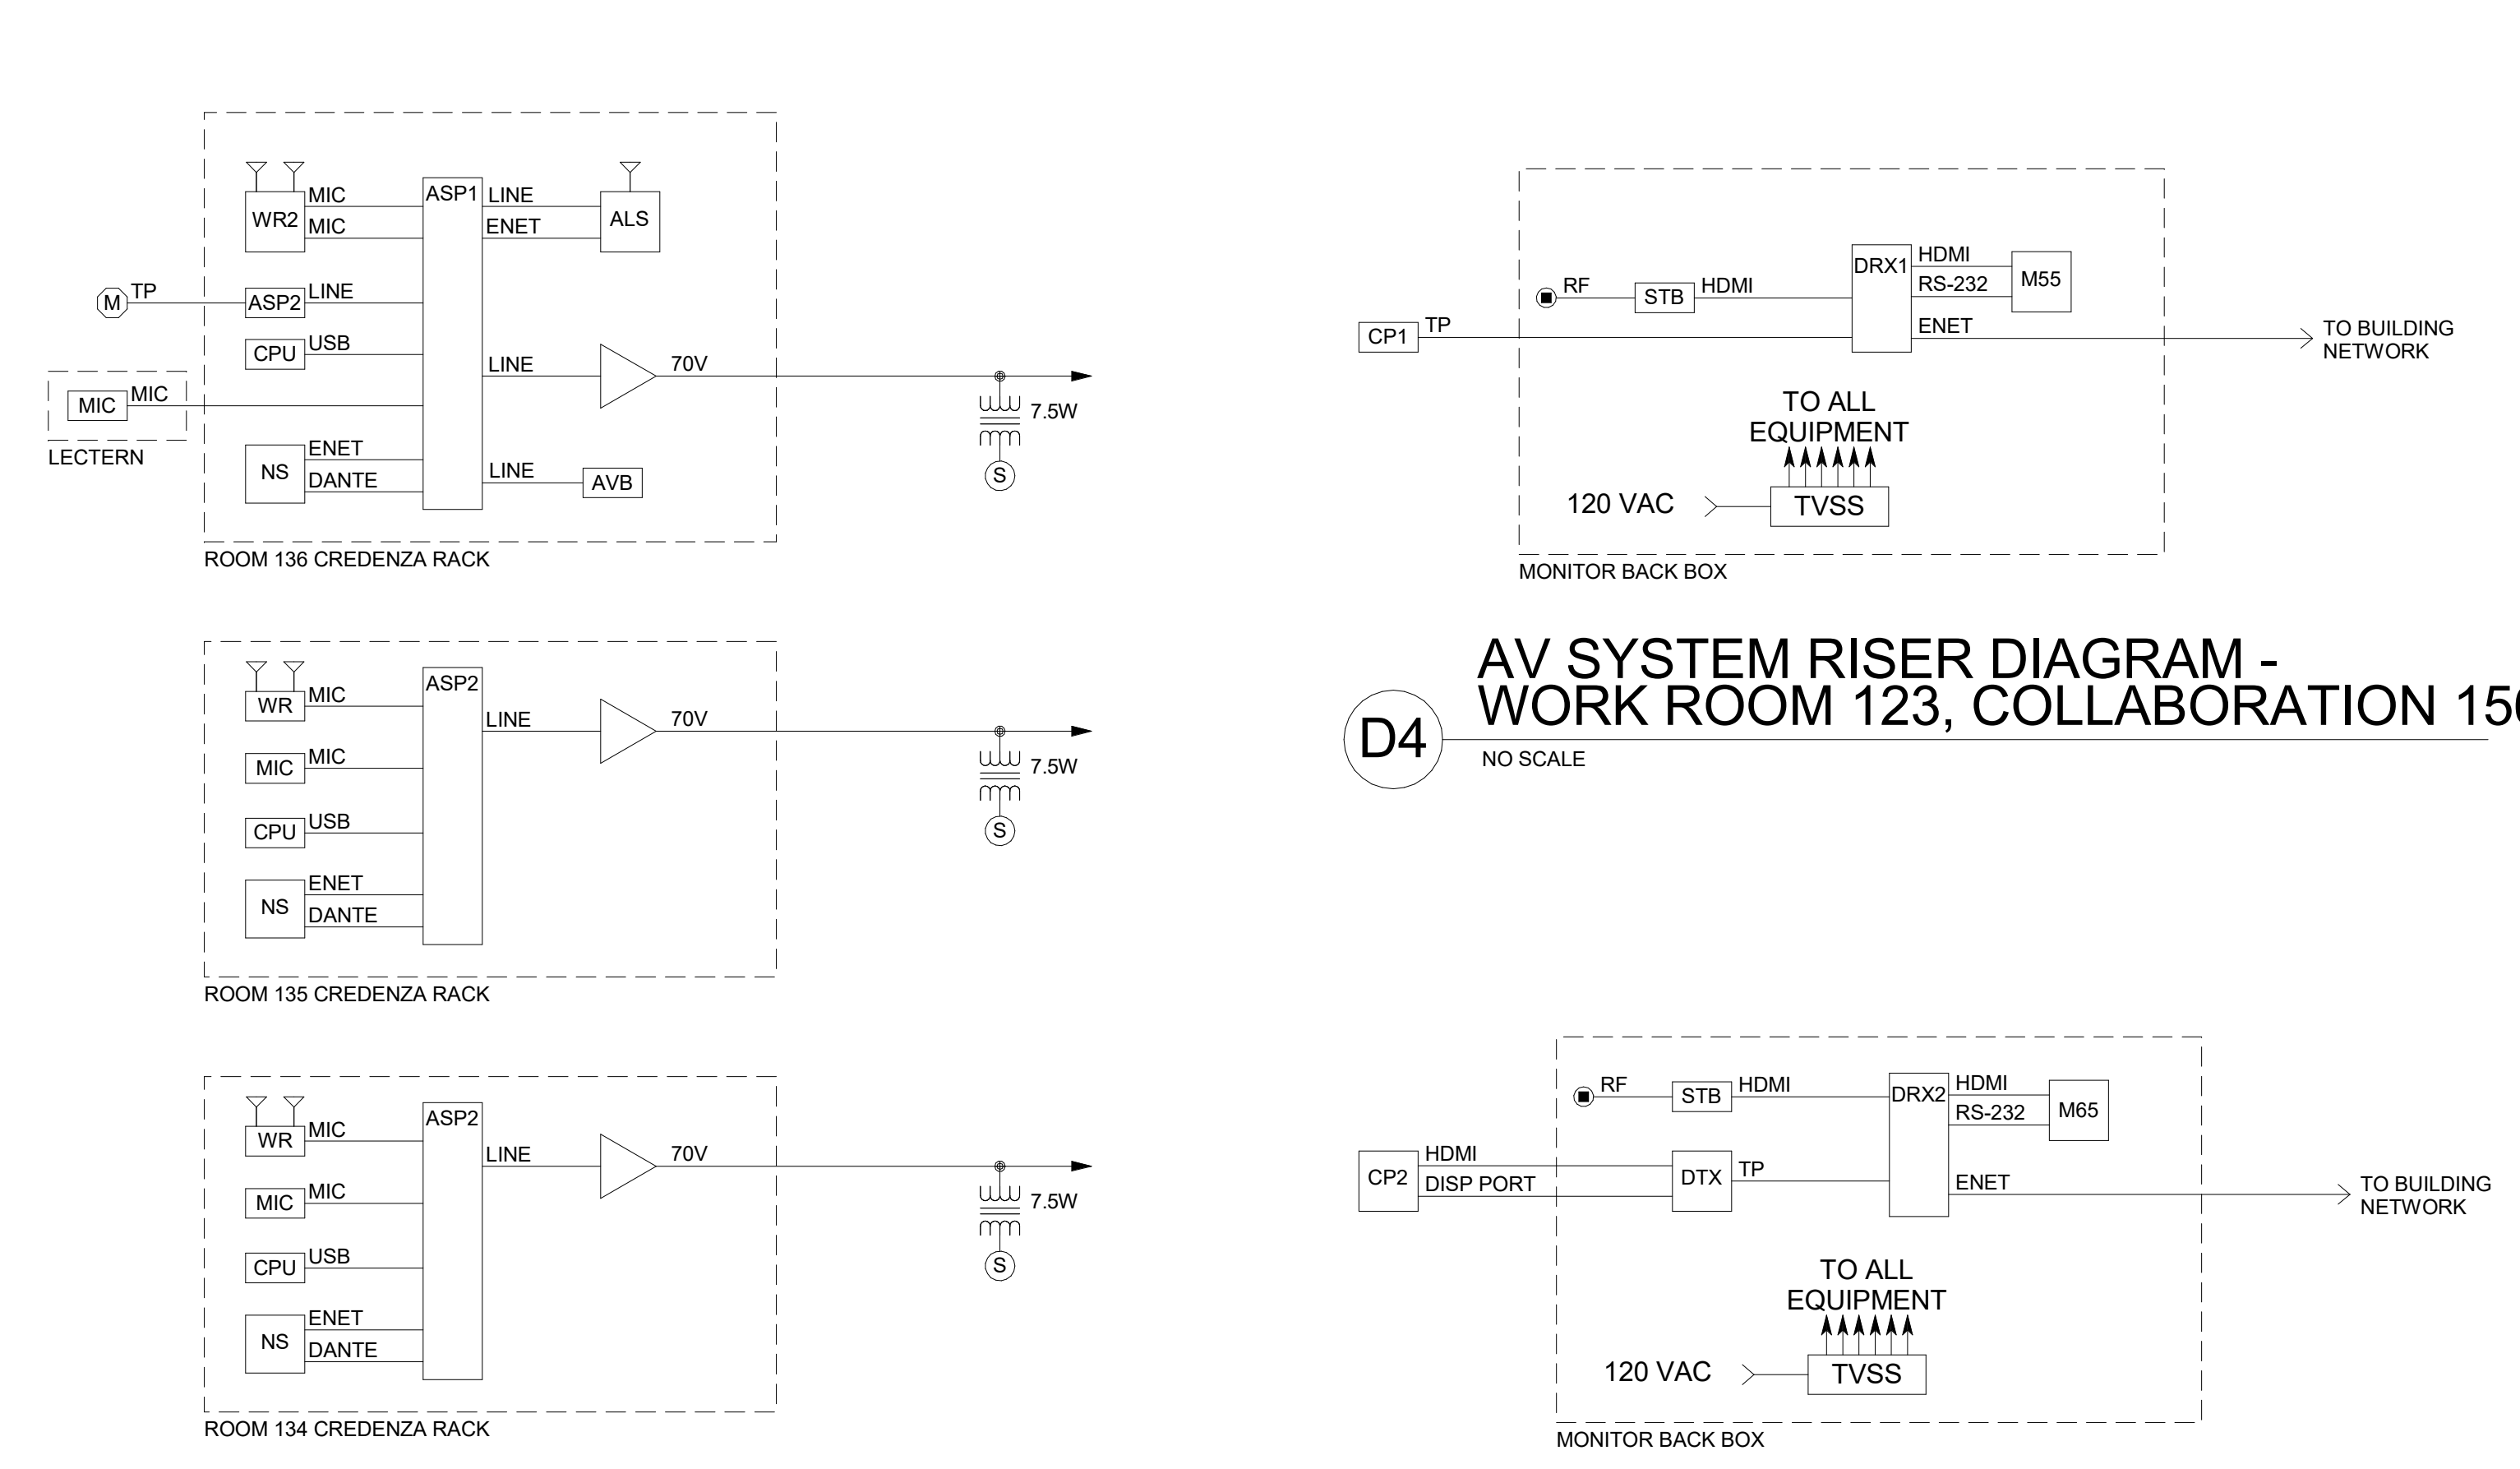 WR2
MIC
MIC
ASP1
LINE
ENET
ALS
M
TP
ASP2
LINE
CPU
USB
LINE
70V
7.5W
S
MIC
MIC
LECTERN
NS
ENET
DANTE
LINE
AVB
ROOM 136 CREDENZA RACK
WR
MIC
ASP2
LINE
70V
7.5W
S
MIC
MIC
CPU
USB
NS
ENET
DANTE
ROOM 135 CREDENZA RACK
WR
MIC
ASP2
LINE
70V
7.5W
S
MIC
MIC
CPU
USB
NS
ENET
DANTE
ROOM 134 CREDENZA RACK
RF
STB
HDMI
DRX1
HDMI
RS-232
M55
CP1
TP
ENET
TO BUILDING
NETWORK
TO ALL
EQUIPMENT
120 VAC
TVSS
MONITOR BACK BOX
D4
AV SYSTEM RISER DIAGRAM -
WORK ROOM 123, COLLABORATION
NO SCALE
RF
STB
HDMI
DRX2
HDMI
RS-232
M65
CP2
HDMI
DISP PORT
DTX
TP
ENET
TO BUILDING
NETWORK
TO ALL
EQUIPMENT
120 VAC
TVSS
MONITOR BACK BOX